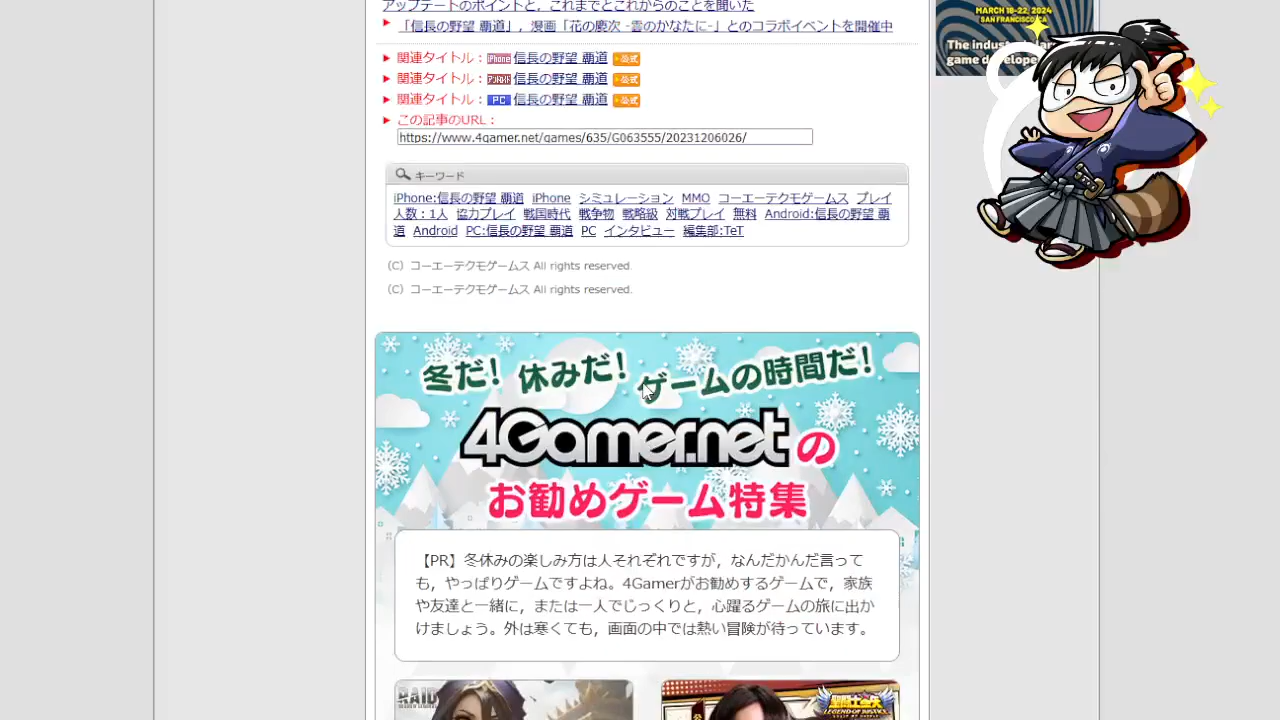 アップデートのポイントと，これまでとこれからのことを聞いた
「信長の野望 覇道」，漫画「花の慶次 -雲のかなたに-」とのコラボイベントを開催中
関連タイトル：iPhone 信長の野望 覇道 公式
関連タイトル：アンドロイド 信長の野望 覇道 公式
関連タイトル：PC 信長の野望 覇道 公式
この記事のURL：
https://www.4gamer.net/games/635/G063555/20231206026/
キーワード
iPhone:信長の野望 覇道 iPhone シミュレーション MMO コーエーテクモゲームス プレイ
人数：1人 協力プレイ 戦国時代 戦争物 戦略級 対戦プレイ 無料 Android:信長の野望 覇
道 Android PC:信長の野望 覇道 PC インタビュー 編集部:TeT
(C) コーエーテクモゲームス All rights reserved.
(C) コーエーテクモゲームス All rights reserved.
MARCH 18-22, 2024
SAN FRANCISCO, CA
The
game
冬だ！ 休みだ！ ゲームの時間だ！
4Gamer.netの
お勧めゲーム特集
【PR】冬休みの楽しみ方は人それぞれですが，なんだかんだ言って
も，やっぱりゲームですよね。4Gamerがお勧めするゲームで，家族
や友達と一緒に，または一人でじっくりと，心躍るゲームの旅に出か
けましょう。外は寒くても，画面の中では熱い冒険が待っています。
RAID
聖闘士星矢
LEGEND OF JUSTICE